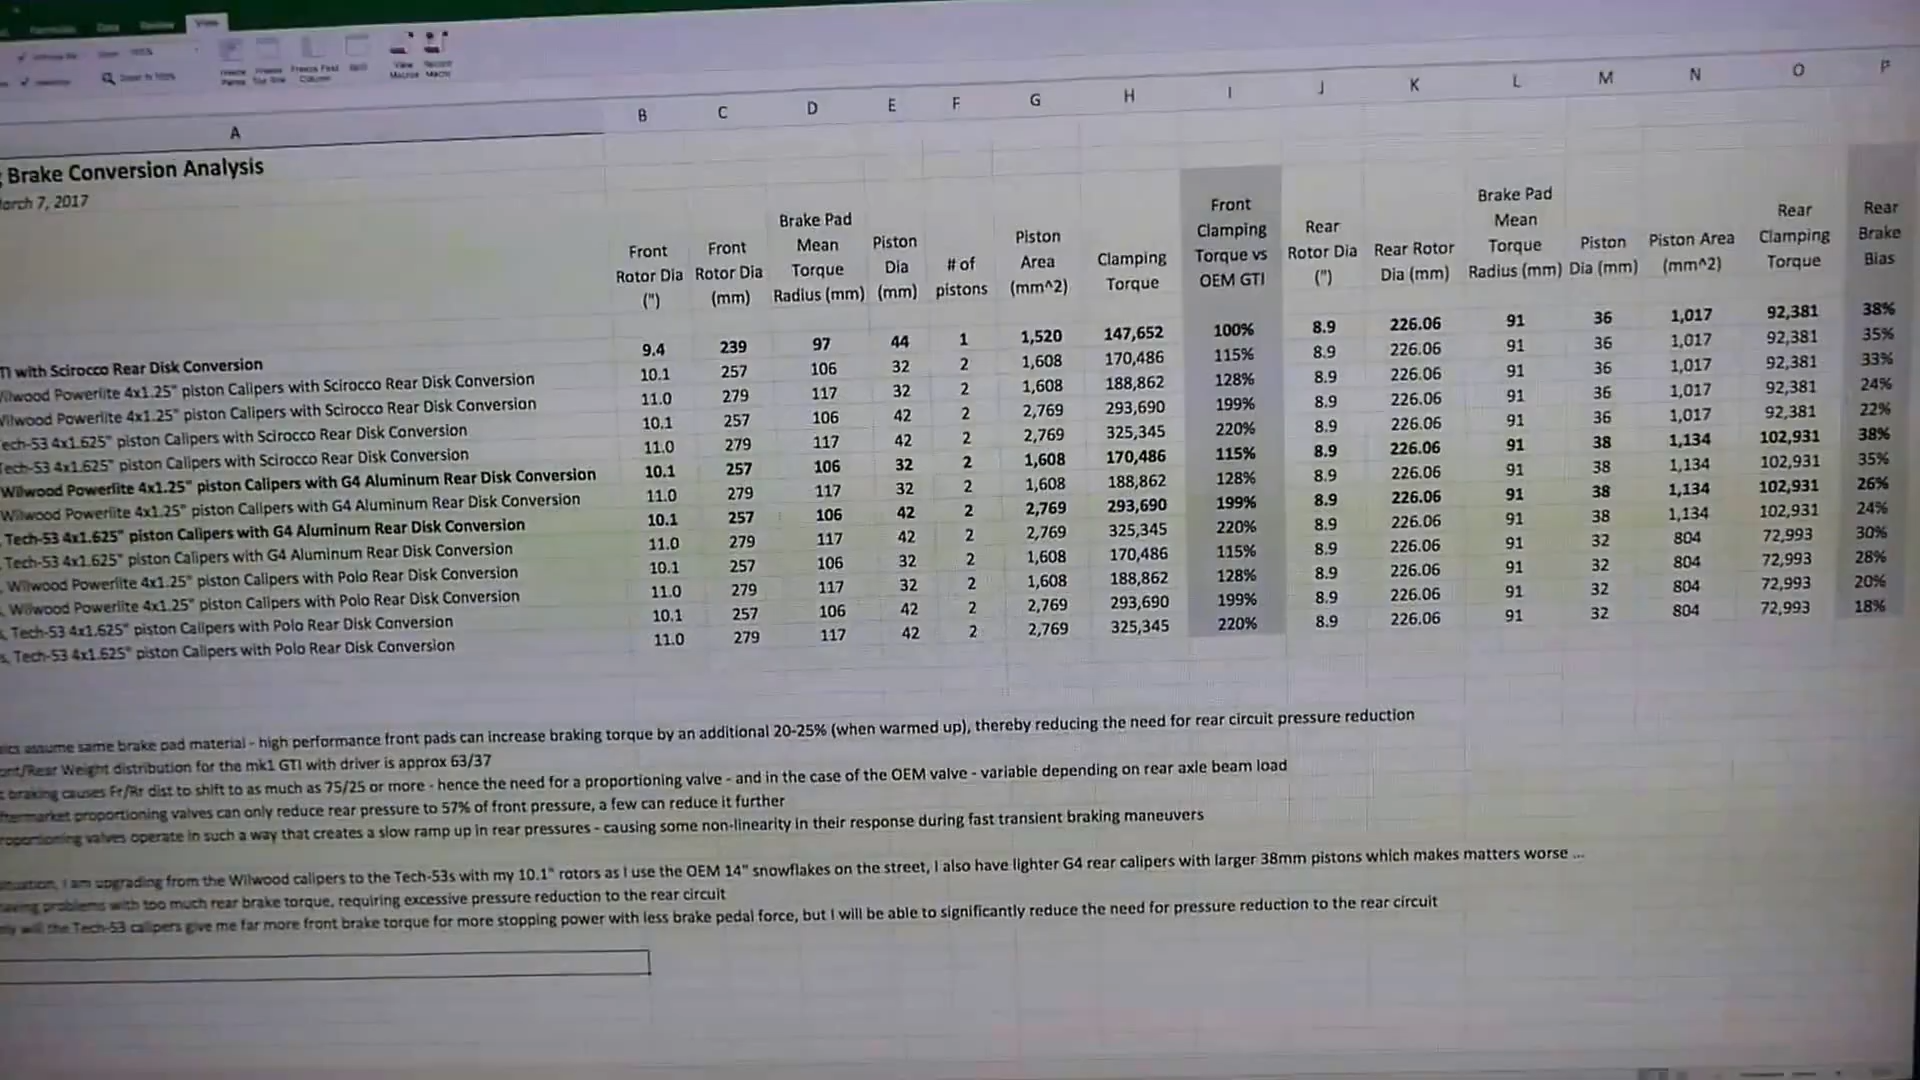 View
View Macros
Record Macro
A B C D E F G H I J K L M N O P
Brake Conversion Analysis
March 7, 2017
Front Rotor Dia (")
Front Rotor Dia (mm)
Brake Pad Mean Torque Radius (mm)
Piston Dia (mm)
# of pistons
Piston Area (mm^2)
Clamping Torque
Front Clamping Torque vs OEM GTI
Rear Rotor Dia (")
Rear Rotor Dia (mm)
Brake Pad Mean Torque Radius (mm)
Piston Dia (mm)
Piston Area (mm^2)
Rear Clamping Torque
Rear Brake Bias
with Scirocco Rear Disk Conversion 9.4 239 97 44 1 1,520 147,652 100% 8.9 226.06 91 36 1,017 92,381 38%
Wilwood Powerlite 4x1.25" piston Calipers with Scirocco Rear Disk Conversion 10.1 257 106 32 2 1,608 170,486 115% 8.9 226.06 91 36 1,017 92,381 35%
Wilwood Powerlite 4x1.25" piston Calipers with Scirocco Rear Disk Conversion 11.0 279 117 32 2 1,608 188,862 128% 8.9 226.06 91 36 1,017 92,381 33%
Tech-53 4x1.625" piston Calipers with Scirocco Rear Disk Conversion 10.1 257 106 42 2 2,769 293,690 199% 8.9 226.06 91 36 1,017 92,381 24%
Tech-53 4x1.625" piston Calipers with Scirocco Rear Disk Conversion 11.0 279 117 42 2 2,769 325,345 220% 8.9 226.06 91 36 1,017 92,381 22%
Wilwood Powerlite 4x1.25" piston Calipers with G4 Aluminum Rear Disk Conversion 10.1 257 106 32 2 1,608 170,486 115% 8.9 226.06 91 38 1,134 102,931 38%
Wilwood Powerlite 4x1.25" piston Calipers with G4 Aluminum Rear Disk Conversion 11.0 279 117 32 2 1,608 188,862 128% 8.9 226.06 91 38 1,134 102,931 35%
Tech-53 4x1.625" piston Calipers with G4 Aluminum Rear Disk Conversion 10.1 257 106 42 2 2,769 293,690 199% 8.9 226.06 91 38 1,134 102,931 26%
Tech-53 4x1.625" piston Calipers with G4 Aluminum Rear Disk Conversion 11.0 279 117 42 2 2,769 325,345 220% 8.9 226.06 91 38 1,134 102,931 24%
Wilwood Powerlite 4x1.25" piston Calipers with Polo Rear Disk Conversion 10.1 257 106 32 2 1,608 170,486 115% 8.9 226.06 91 32 804 72,993 30%
Wilwood Powerlite 4x1.25" piston Calipers with Polo Rear Disk Conversion 11.0 279 117 32 2 1,608 188,862 128% 8.9 226.06 91 32 804 72,993 28%
Tech-53 4x1.625" piston Calipers with Polo Rear Disk Conversion 10.1 257 106 42 2 2,769 293,690 199% 8.9 226.06 91 32 804 72,993 20%
Tech-53 4x1.625" piston Calipers with Polo Rear Disk Conversion 11.0 279 117 42 2 2,769 325,345 220% 8.9 226.06 91 32 804 72,993 18%
assume same brake pad material - high performance front pads can increase braking torque by an additional 20-25% (when warmed up), thereby reducing the need for rear circuit pressure reduction
/Rear Weight distribution for the mk1 GTI with driver is approx 63/37
braking causes Fr/Rr dist to shift to as much as 75/25 or more - hence the need for a proportioning valve - and in the case of the OEM valve - variable depending on rear axle beam load
aftermarket proportioning valves can only reduce rear pressure to 57% of front pressure, a few can reduce it further
proportioning valves operate in such a way that creates a slow ramp up in rear pressures - causing some non-linearity in their response during fast transient braking maneuvers
I am upgrading from the Wilwood calipers to the Tech-53s with my 10.1" rotors as I use the OEM 14" snowflakes on the street, I also have lighter G4 rear calipers with larger 38mm pistons which makes matters worse ...
having problems with too much rear brake torque, requiring excessive pressure reduction to the rear circuit
will the Tech-53 calipers give me far more front brake torque for more stopping power with less brake pedal force, but I will be able to significantly reduce the need for pressure reduction to the rear circuit